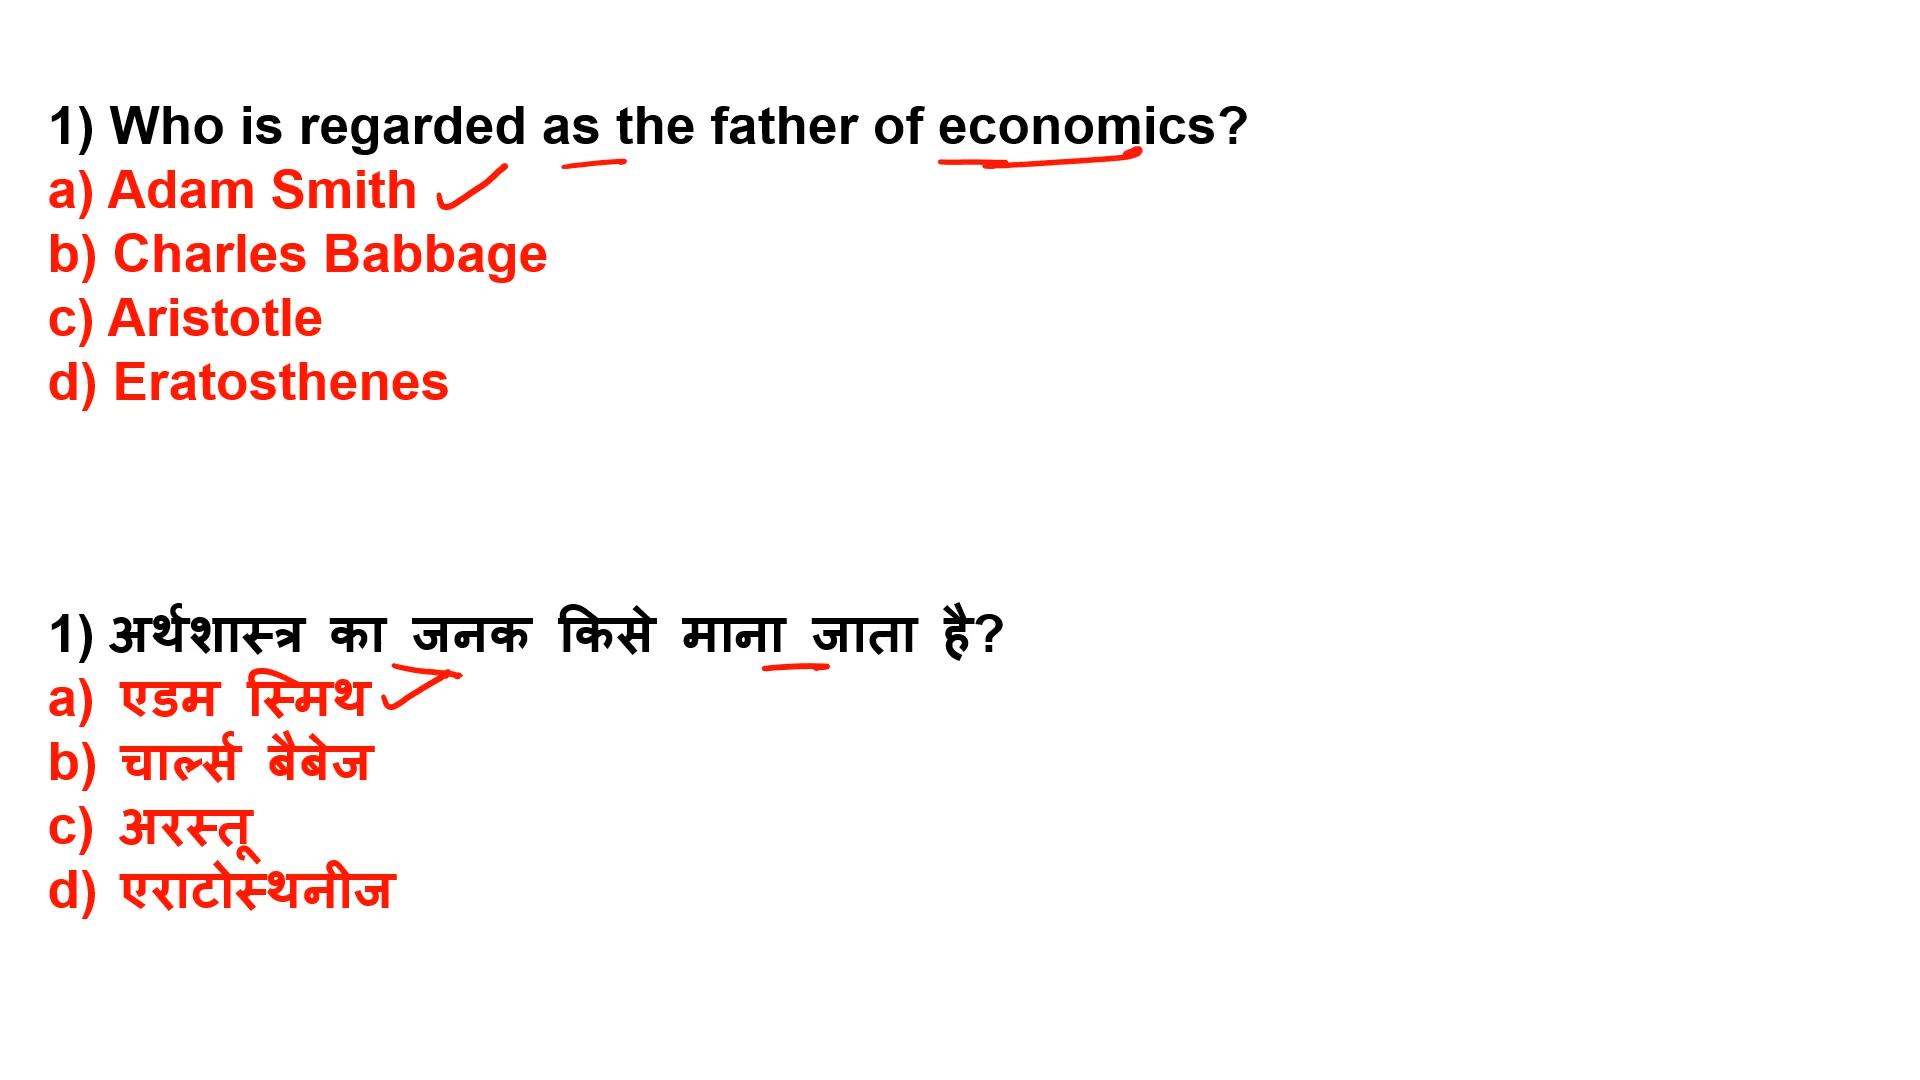 1) Who is regarded as the father of economics?
a) Adam Smith
b) Charles Babbage
c) Aristotle
d) Eratosthenes
1) अर्थशास्त्र का जनक किसे माना जाता है?
a) एडम स्मिथ
b) चार्ल्स बैबेज
c) अरस्तू
d) एराटोस्थनीज